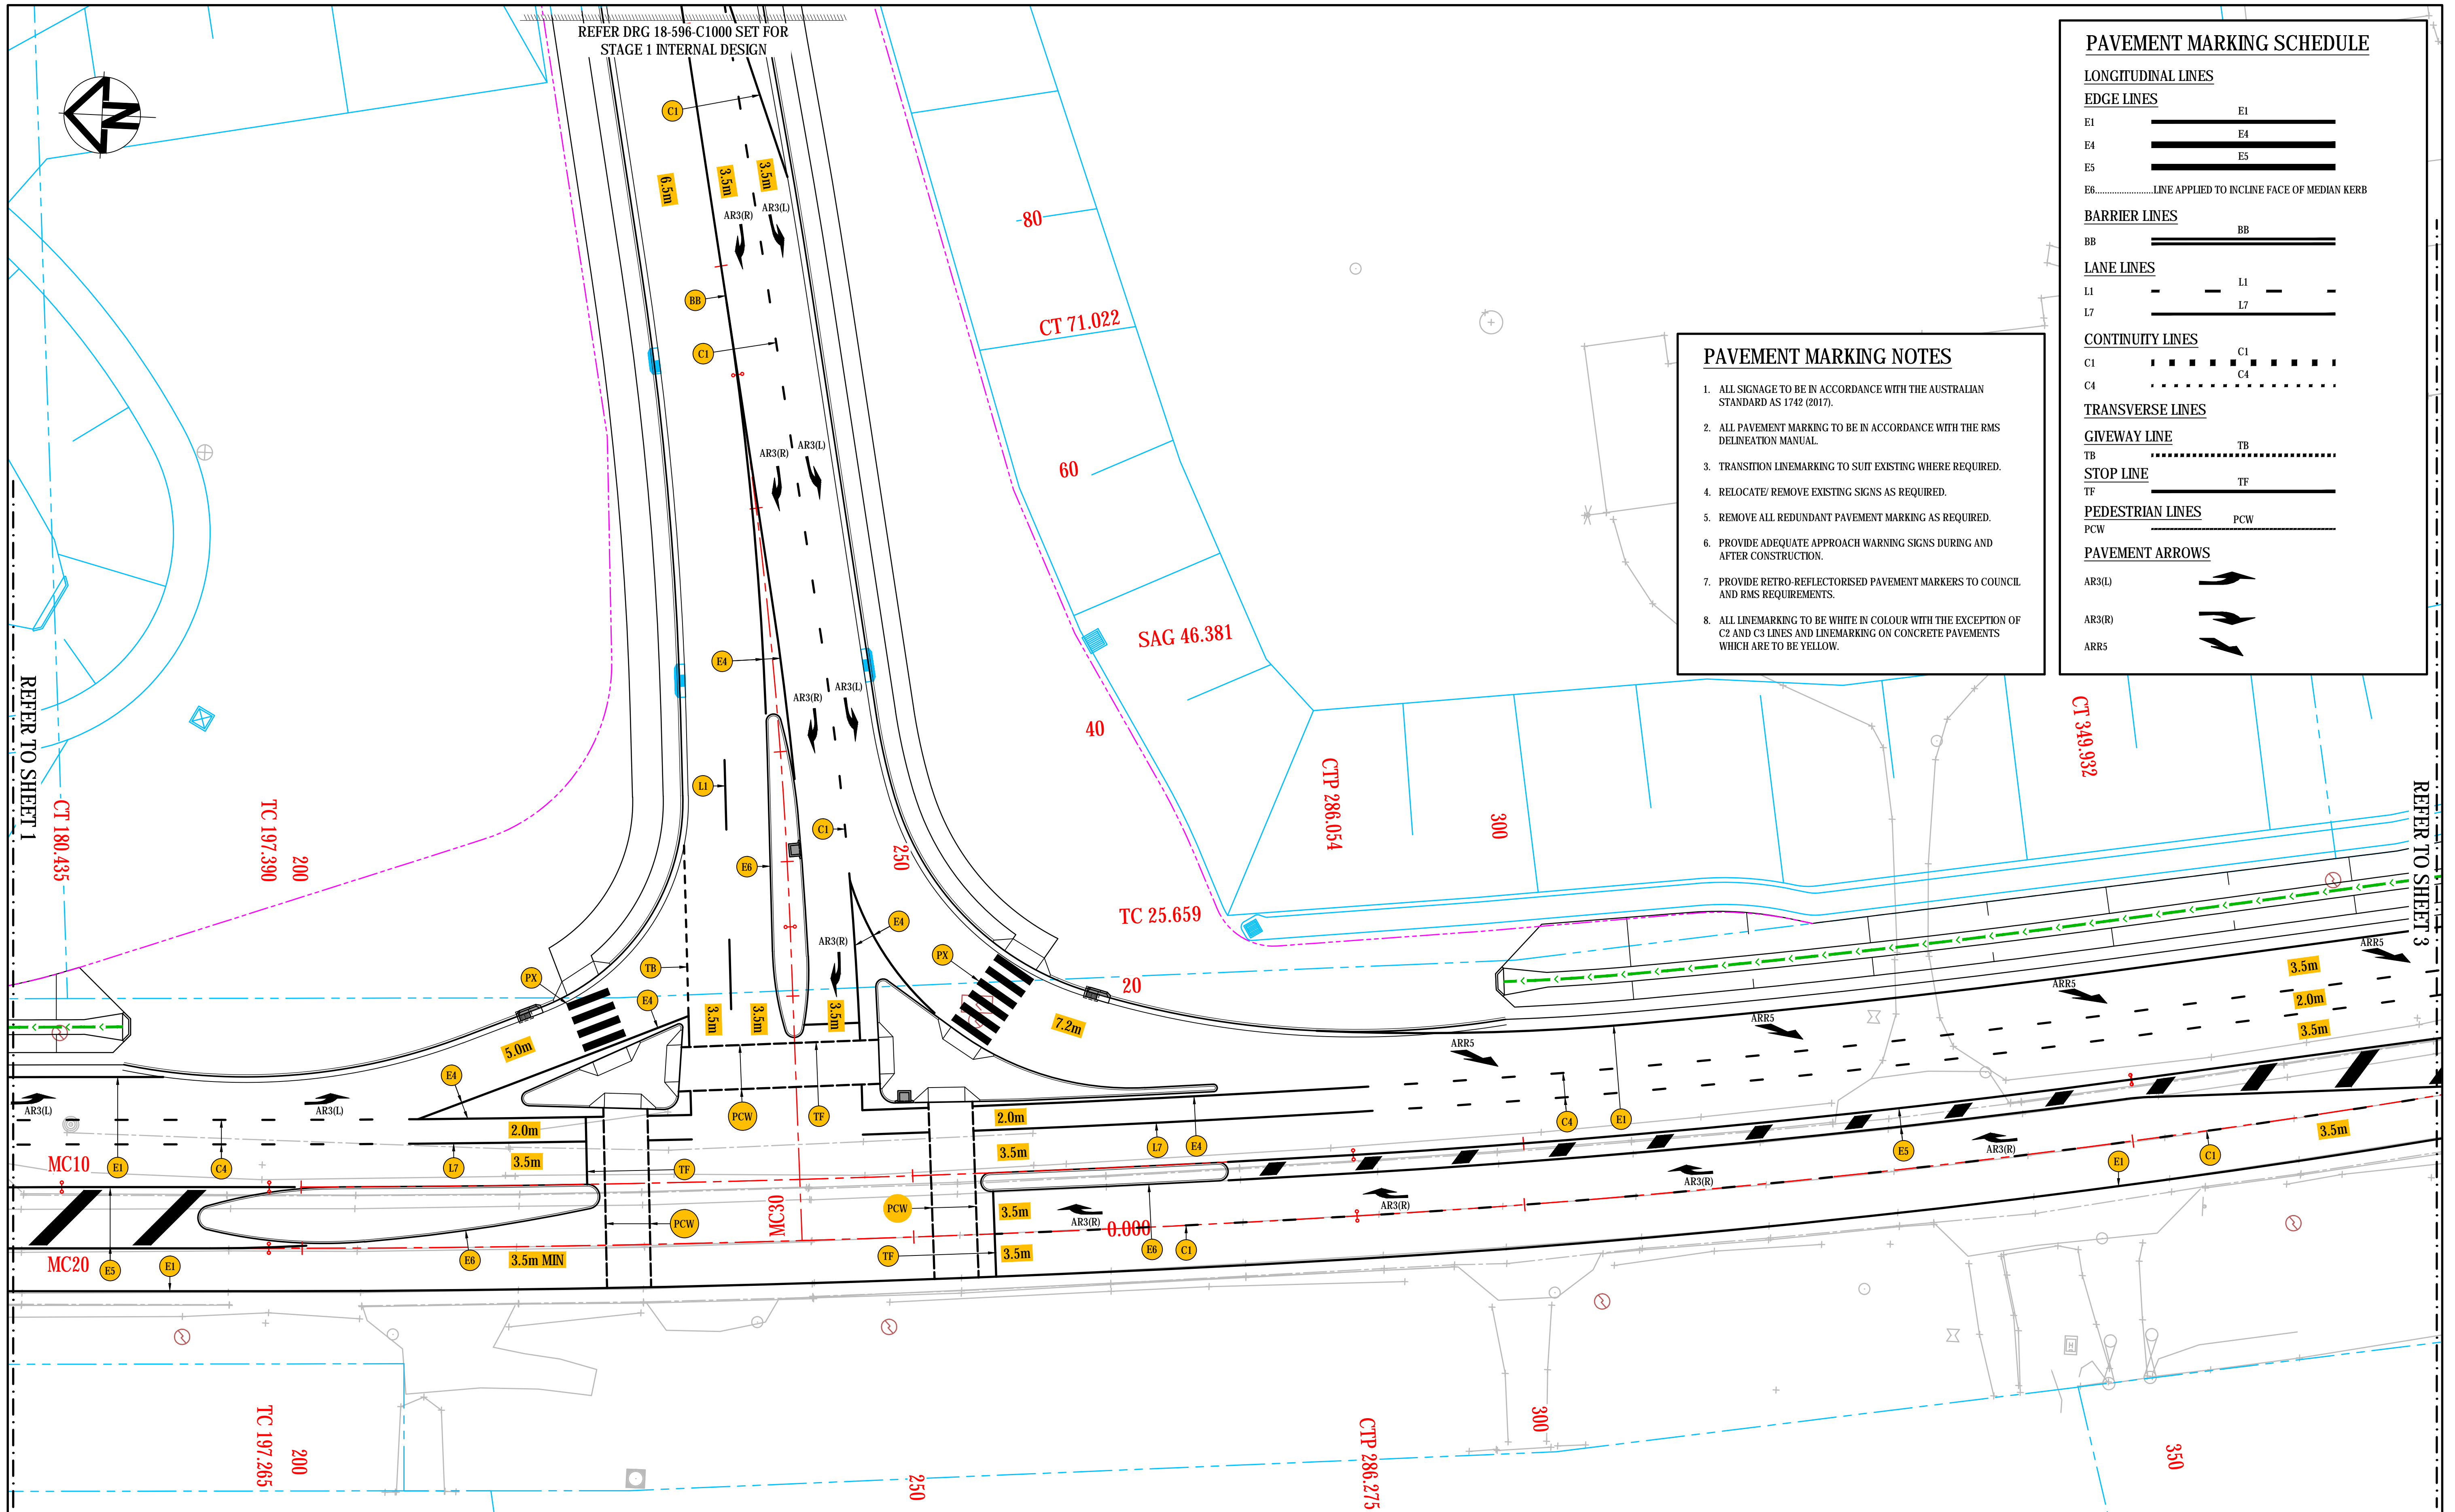 REFER DRG 18-596-C1000 SET FOR
STAGE 1 INTERNAL DESIGN
N
C1
6.5m
3.5m
3.5m
AR3(R)
AR3(L)
BB
C1
AR3(R)
AR3(L)
E4
AR3(R)
AR3(L)
L1
C1
E6
250
E4
AR3(R)
PX
TB
E4
PX
3.5m
3.5m
3.5m
7.2m
5.0m
E4
PCW
TF
80
CT 71.022
60
SAG 46.381
40
CTP 286.054
300
CT 349.932
TC 25.659
20
REFER TO SHEET 1
CT 180.435
TC 197.390
200
REFER TO SHEET 3
PAVEMENT MARKING NOTES
1. ALL SIGNAGE TO BE IN ACCORDANCE WITH THE AUSTRALIAN
STANDARD AS 1742 (2017).
2. ALL PAVEMENT MARKING TO BE IN ACCORDANCE WITH THE RMS
DELINEATION MANUAL.
3. TRANSITION LINEMARKING TO SUIT EXISTING WHERE REQUIRED.
4. RELOCATE/ REMOVE EXISTING SIGNS AS REQUIRED.
5. REMOVE ALL REDUNDANT PAVEMENT MARKING AS REQUIRED.
6. PROVIDE ADEQUATE APPROACH WARNING SIGNS DURING AND
AFTER CONSTRUCTION.
7. PROVIDE RETRO-REFLECTORISED PAVEMENT MARKERS TO COUNCIL
AND RMS REQUIREMENTS.
8. ALL LINEMARKING TO BE WHITE IN COLOUR WITH THE EXCEPTION OF
C2 AND C3 LINES AND LINEMARKING ON CONCRETE PAVEMENTS
WHICH ARE TO BE YELLOW.
PAVEMENT MARKING SCHEDULE
LONGITUDINAL LINES
EDGE LINES
E1
E1
E4
E4
E5
E5
E6........................LINE APPLIED TO INCLINE FACE OF MEDIAN KERB
BARRIER LINES
BB
BB
LANE LINES
L1
L1
L7
L7
CONTINUITY LINES
C1
C1
C4
C4
TRANSVERSE LINES
GIVEWAY LINE
TB
TB
STOP LINE
TF
TF
PEDESTRIAN LINES
PCW
PCW
PAVEMENT ARROWS
AR3(L)
AR3(R)
ARR5
AR3(L)
AR3(L)
2.0m
3.5m
MC10
E1
C4
L7
TF
PCW
MC20
E5
E1
E6
3.5m MIN
MC30
PCW
TF
2.0m
3.5m
3.5m
3.5m
AR3(R)
0.000
E6
C1
L7
E4
AR3(R)
AR3(R)
AR3(R)
C4
E1
E5
E1
C1
ARR5
ARR5
ARR5
ARR5
3.5m
2.0m
3.5m
3.5m
TC 197.265
200
250
CTP 286.275
300
H
350